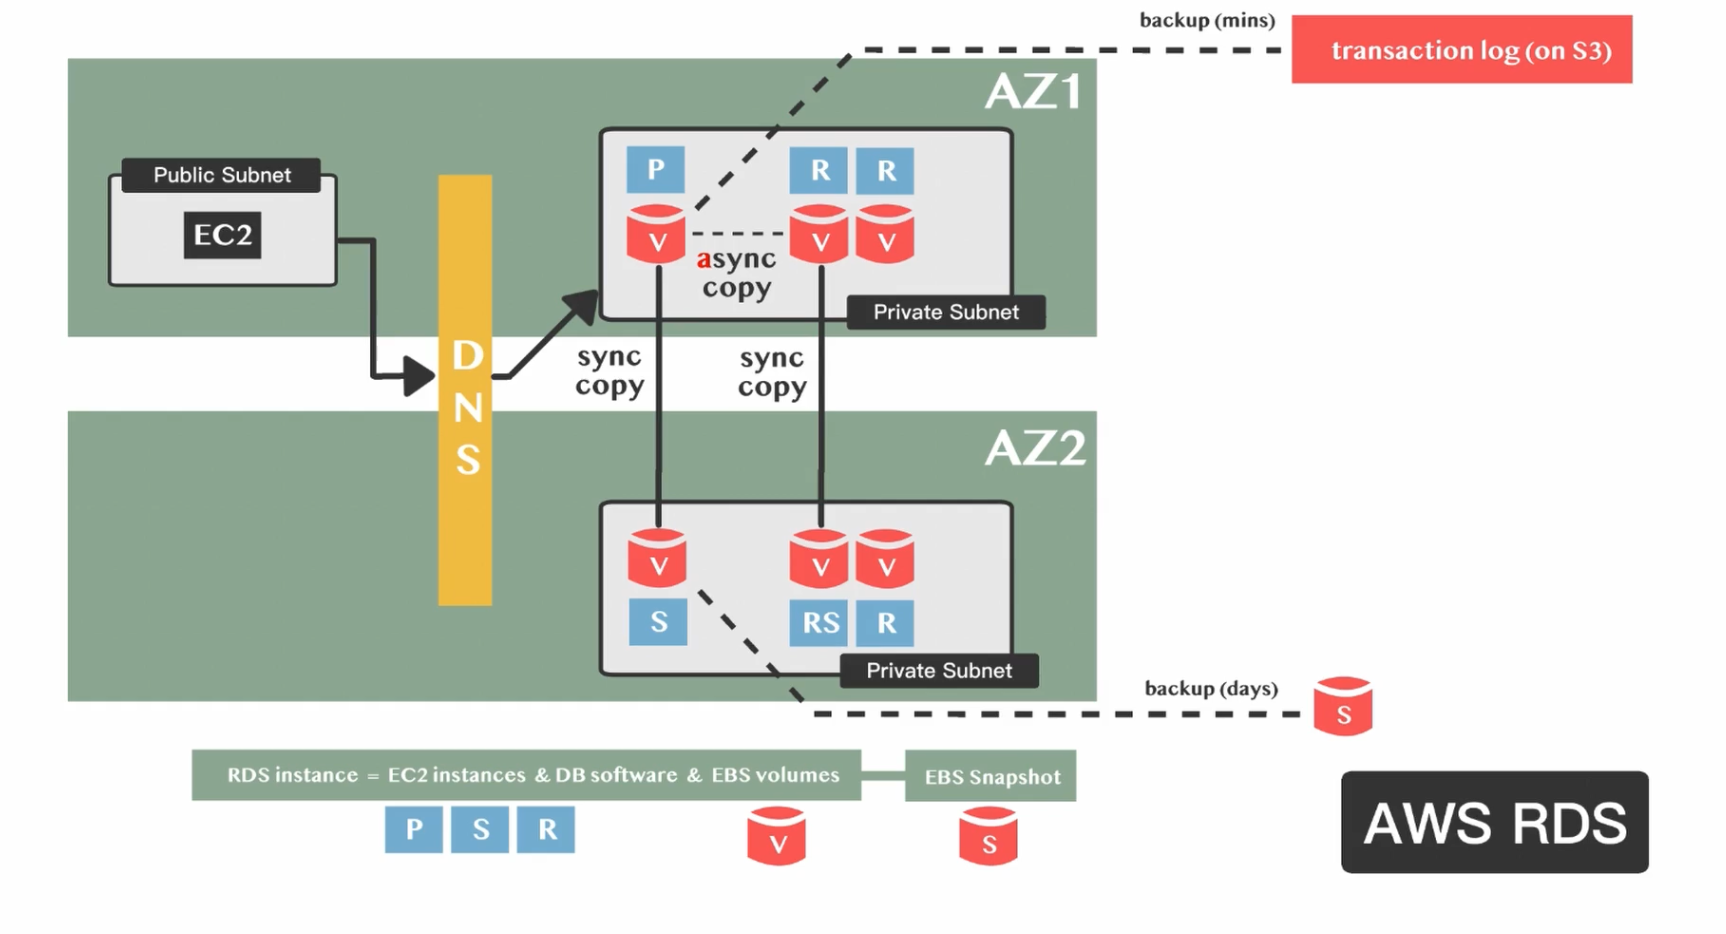 backup (mins)
transaction log (on S3)
AZ1
Public Subnet
EC2
P
R
R
V
V
V
async
copy
Private Subnet
D
N
S
sync
copy
sync
copy
AZ2
V
V
V
S
RS
R
Private Subnet
backup (days)
S
RDS instance = EC2 instances & DB software & EBS volumes
EBS Snapshot
P
S
R
V
S
AWS RDS